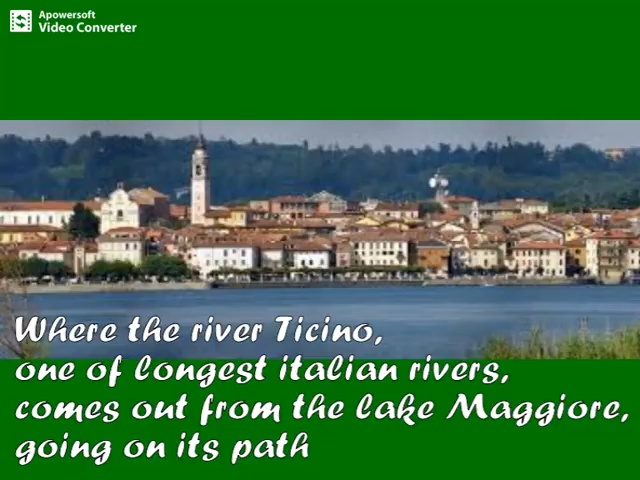 Apowersoft
Video Converter
Where the river Ticino,
one of longest italian rivers,
comes out from the lake Maggiore,
going on its path